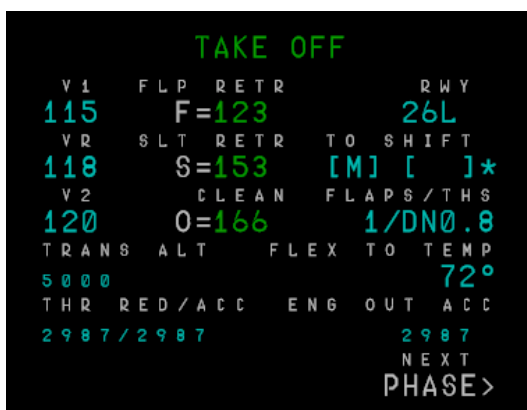 TAKE OFF
V1 FLP RETR RWY
115 F=123 26L
VR SLT RETR TO SHIFT
118 S=153 [M] [ ]*
V2 CLEAN FLAPS/THS
120 O=166 1/DN0.8
TRANS ALT FLEX TO TEMP
5000 72°
THR RED/ACC ENG OUT ACC
2987/2987 2987
NEXT
PHASE>